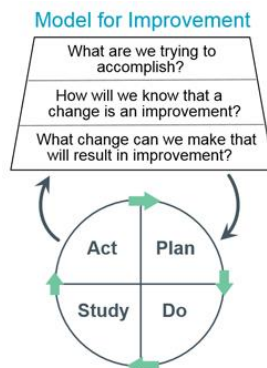 Model for Improvement
What are we trying to
accomplish?
How will we know that a
change is an improvement?
What change can we make that
will result in improvement?
Act
Plan
Study
Do